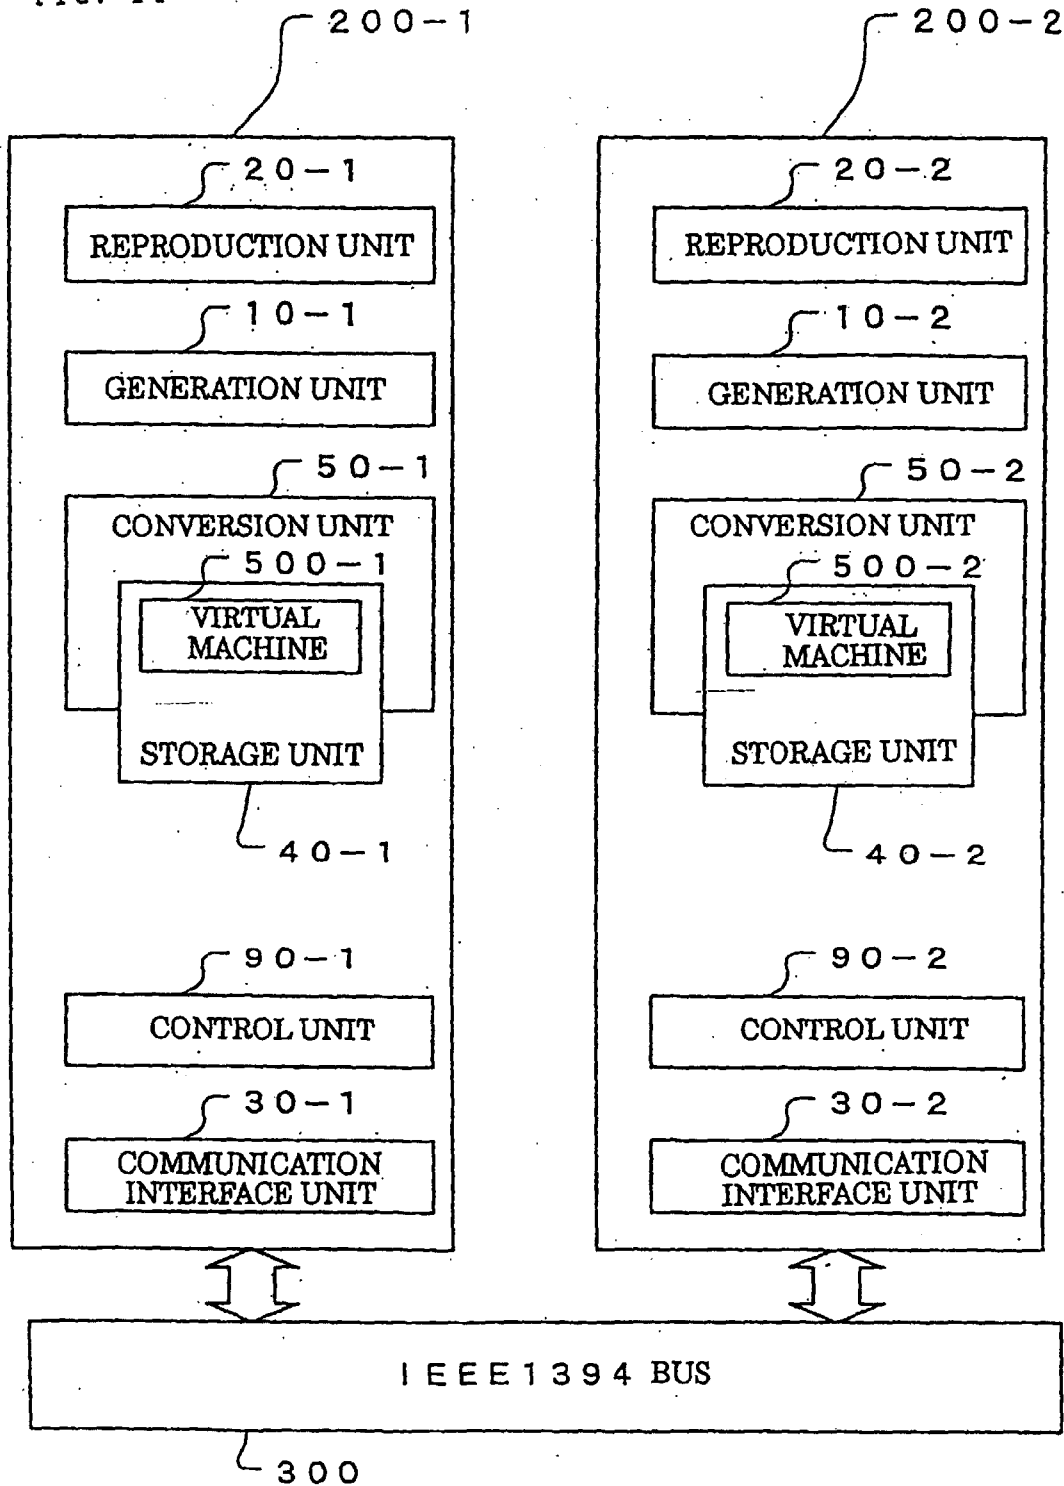 200-1
200-2
20-1
REPRODUCTION UNIT
10-1
GENERATION UNIT
50-1
CONVERSION UNIT
500-1
VIRTUAL
MACHINE
STORAGE UNIT
40-1
90-1
CONTROL UNIT
30-1
COMMUNICATION
INTERFACE UNIT
20-2
REPRODUCTION UNIT
10-2
GENERATION UNIT
50-2
CONVERSION UNIT
500-2
VIRTUAL
MACHINE
STORAGE UNIT
40-2
90-2
CONTROL UNIT
30-2
COMMUNICATION
INTERFACE UNIT
IEEE1394 BUS
300